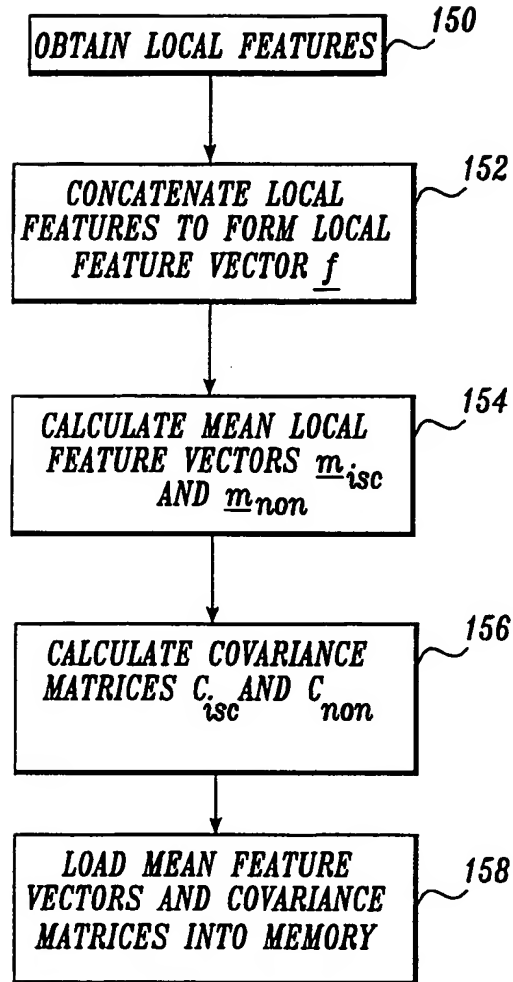 OBTAIN LOCAL FEATURES
150
CONCATENATE LOCAL
FEATURES TO FORM LOCAL
FEATURE VECTOR f
152
CALCULATE MEAN LOCAL
FEATURE VECTORS m isc
AND m non
154
CALCULATE COVARIANCE
MATRICES C isc AND C non
156
LOAD MEAN FEATURE
VECTORS AND COVARIANCE
MATRICES INTO MEMORY
158